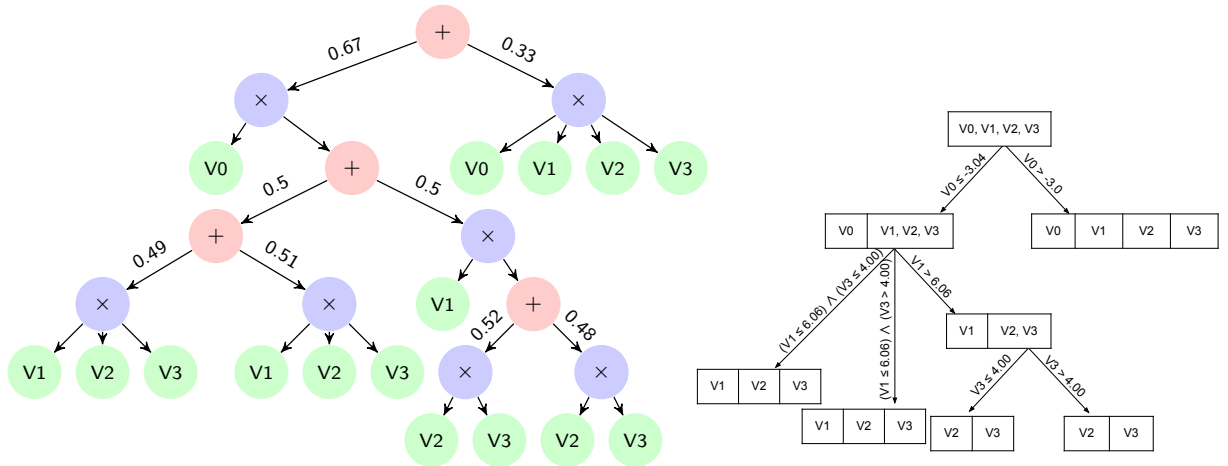 +
0.67
0.33
×
×
V0
+
V0
V1
V2
V3
0.5
0.5
+
×
0.49
0.51
×
×
V1
+
V1
V2
V3
V1
V2
V3
0.52
0.48
×
×
V2
V3
V2
V3
V0, V1, V2, V3
V0 ≤ -3.04
V0 > -3.0
V0
V1, V2, V3
V0
V1
V2
V3
(V1 ≤ 6.06) ∧ (V3 ≤ 4.00)
(V1 ≤ 6.06) ∧ (V3 > 4.00)
V1 > 6.06
V1
V2, V3
V3 ≤ 4.00
V3 > 4.00
V1
V2
V3
V1
V2
V3
V2
V3
V2
V3